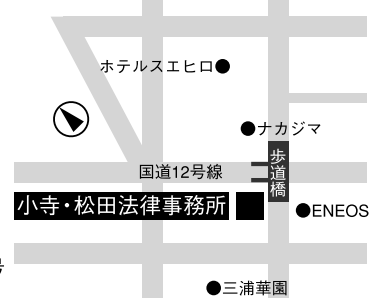 ホテルスエヒロ●
●ナカジマ
歩道橋
国道12号線
小寺・松田法律事務所
●ENEOS
号
●三浦華園